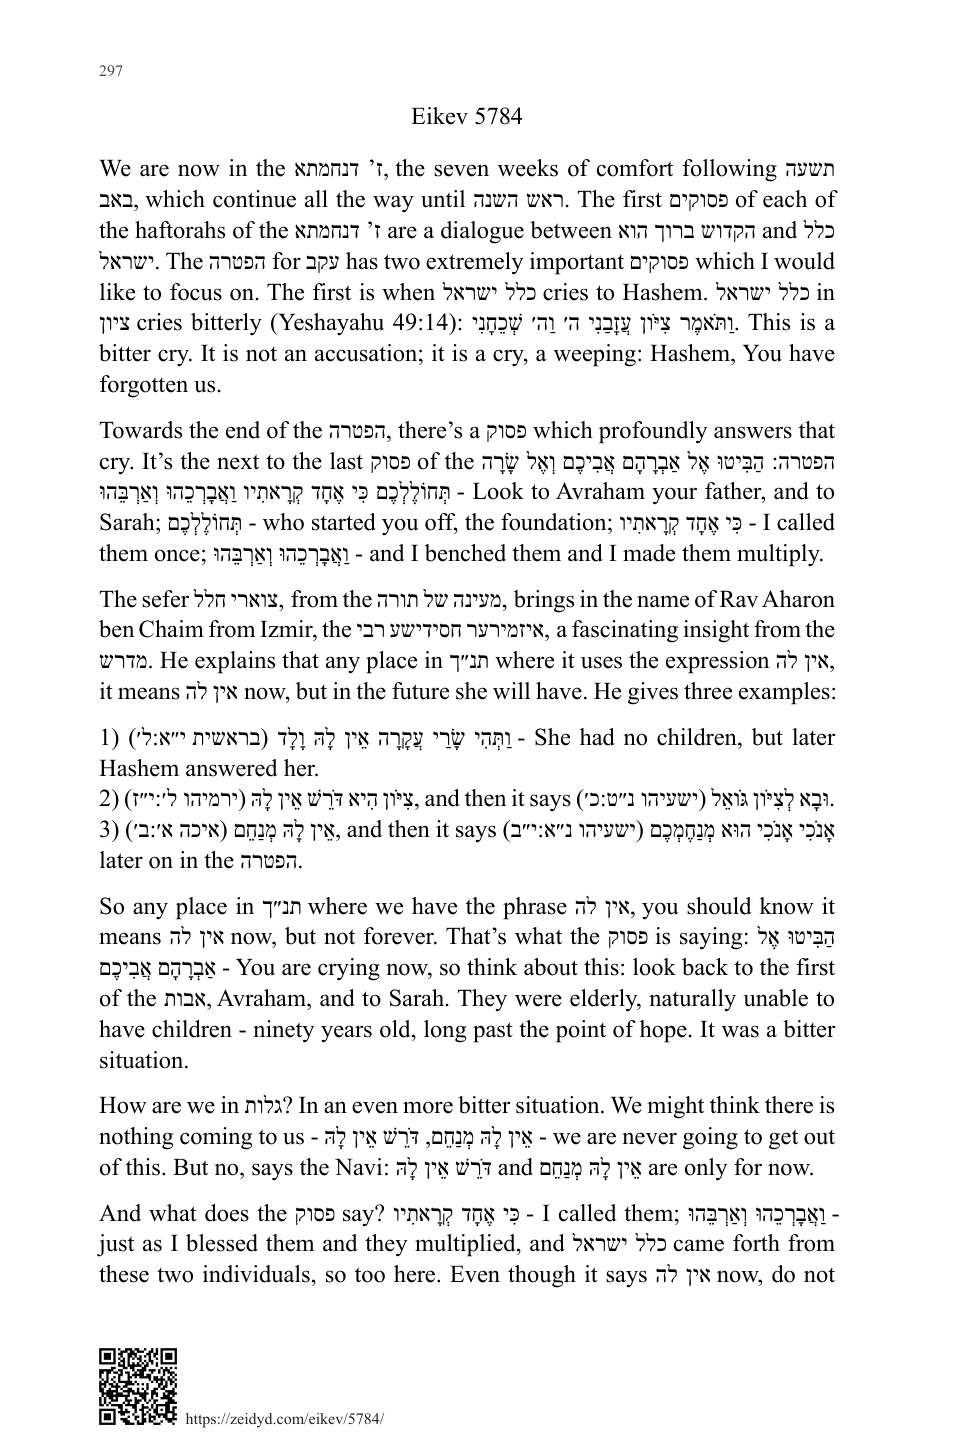 297
Eikev 5784
We are now in the ז’ דנחמתא, the seven weeks of comfort following תשעה
באב, which continue all the way until ראש השנה. The first פסוקים of each of
the haftorahs of the ז’ דנחמתא are a dialogue between הקדוש ברוך הוא and כלל
ישראל. The הפטרה for עקב has two extremely important פסוקים which I would
like to focus on. The first is when כלל ישראל cries to Hashem. כלל ישראל in
ציון cries bitterly (Yeshayahu 49:14): וַתֹּאמֶר צִיּוֹן עֲזָבַנִי ה׳ וַה׳ שְׁכֵחָנִי. This is a
bitter cry. It is not an accusation; it is a cry, a weeping: Hashem, You have
forgotten us.
Towards the end of the הפטרה, there’s a פסוק which profoundly answers that
cry. It’s the next to the last פסוק of the הפטרה: הַבִּיטוּ אֶל אַבְרָהָם אֲבִיכֶם וְאֶל שָׂרָה
תְּחוֹלֶלְכֶם כִּי אֶחָד קְרָאתִיו וַאֲבָרְכֵהוּ וְאַרְבֵּהוּ - Look to Avraham your father, and to
Sarah; תְּחוֹלֶלְכֶם - who started you off, the foundation; כִּי אֶחָד קְרָאתִיו - I called
them once; וַאֲבָרְכֵהוּ וְאַרְבֵּהוּ - and I benched them and I made them multiply.
The sefer צוארי חלל, from the מעינה של תורה, brings in the name of Rav Aharon
ben Chaim from Izmir, the איזמירער חסידישע רבי, a fascinating insight from the
מדרש. He explains that any place in תנ״ך where it uses the expression אין לה,
it means אין לה now, but in the future she will have. He gives three examples:
1) וַתְּהִי שָׂרַי עֲקָרָה אֵין לָהּ וָלָד (בראשית י״א:ל׳) - She had no children, but later
Hashem answered her.
2) צִיּוֹן הִיא דֹּרֵשׁ אֵין לָהּ (ירמיהו ל׳:י״ז), and then it says וּבָא לְצִיּוֹן גּוֹאֵל (ישעיהו נ״ט:כ׳).
3) אֵין לָהּ מְנַחֵם (איכה א׳:ב׳), and then it says אָנֹכִי אָנֹכִי הוּא מְנַחֶמְכֶם (ישעיהו נ״א:י״ב)
later on in the הפטרה.
So any place in תנ״ך where we have the phrase אין לה, you should know it
means אין לה now, but not forever. That’s what the פסוק is saying: הַבִּיטוּ אֶל
אַבְרָהָם אֲבִיכֶם - You are crying now, so think about this: look back to the first
of the אבות, Avraham, and to Sarah. They were elderly, naturally unable to
have children - ninety years old, long past the point of hope. It was a bitter
situation.
How are we in גלות? In an even more bitter situation. We might think there is
nothing coming to us - אֵין לָהּ מְנַחֵם, דֹּרֵשׁ אֵין לָהּ - we are never going to get out
of this. But no, says the Navi: דֹּרֵשׁ אֵין לָהּ and אֵין לָהּ מְנַחֵם are only for now.
And what does the פסוק say? כִּי אֶחָד קְרָאתִיו - I called them; וַאֲבָרְכֵהוּ וְאַרְבֵּהוּ -
just as I blessed them and they multiplied, and כלל ישראל came forth from
these two individuals, so too here. Even though it says אין לה now, do not
https://zeidyd.com/eikev/5784/